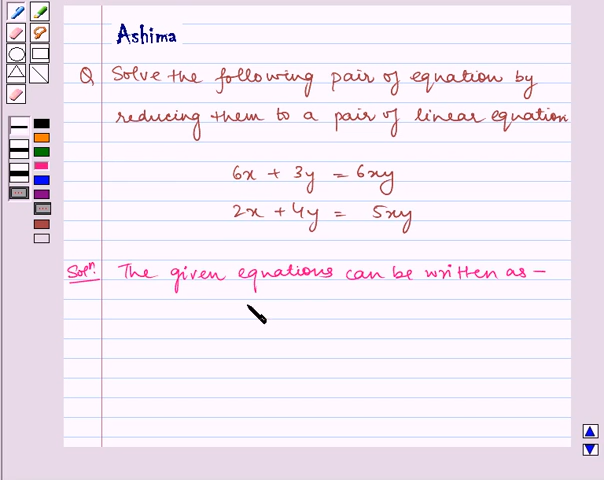 Ashima
Q Solve the following pair of equation by
reducing them to a pair of linear equation
6x + 3y = 6xy
2x + 4y = 5xy
Solⁿ. The given equations can be written as -